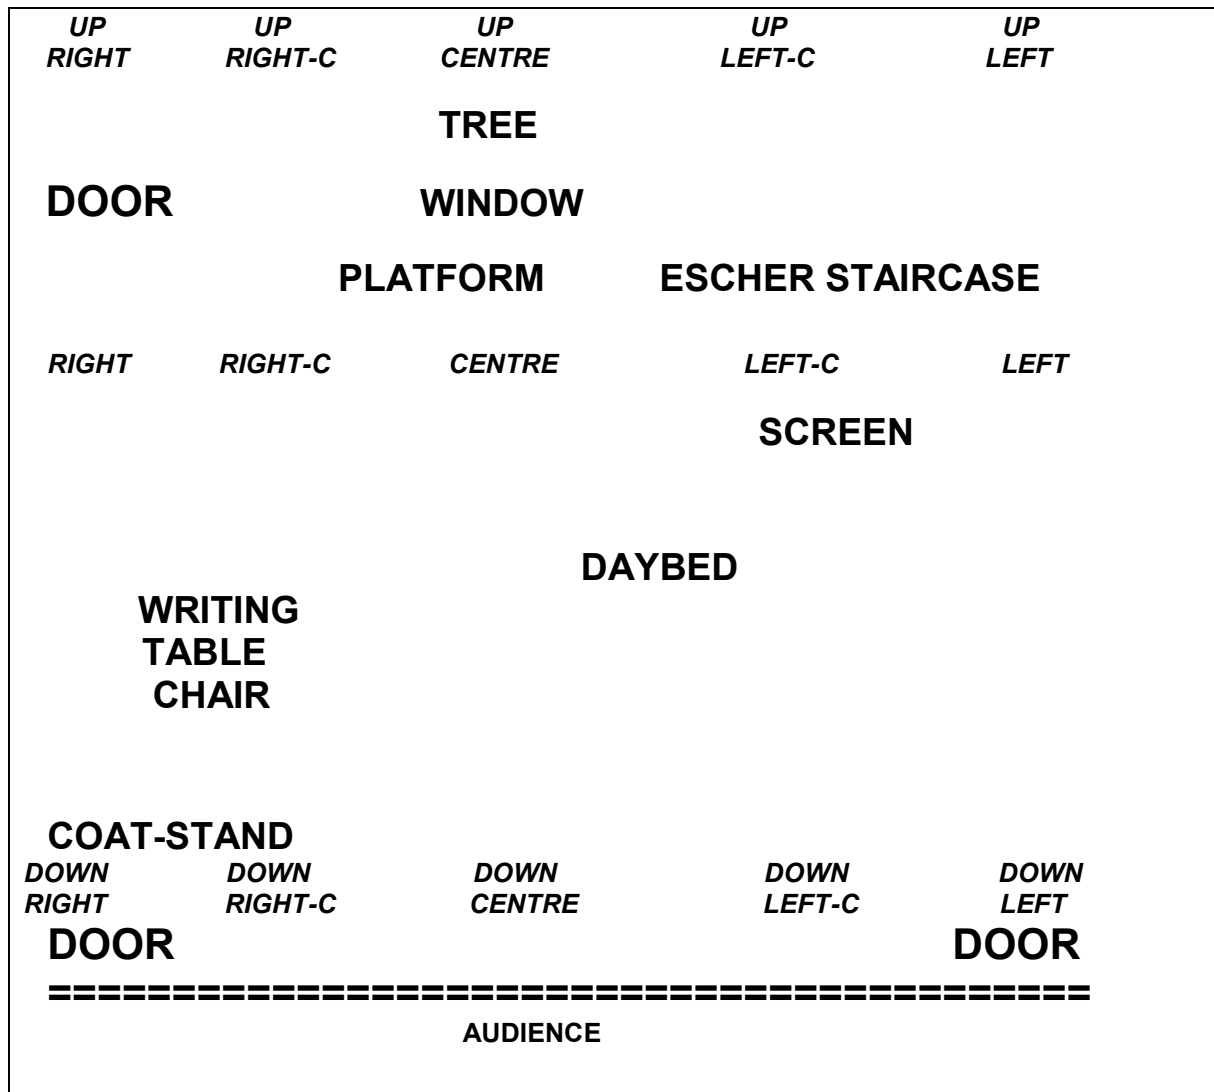 UP UP UP UP UP
RIGHT RIGHT-C CENTRE LEFT-C LEFT
TREE
DOOR WINDOW
PLATFORM ESCHER STAIRCASE
RIGHT RIGHT-C CENTRE LEFT-C LEFT
SCREEN
DAYBED
WRITING
TABLE
CHAIR
COAT-STAND
DOWN DOWN DOWN DOWN DOWN
RIGHT RIGHT-C CENTRE LEFT-C LEFT
DOOR DOOR
==========================================
AUDIENCE